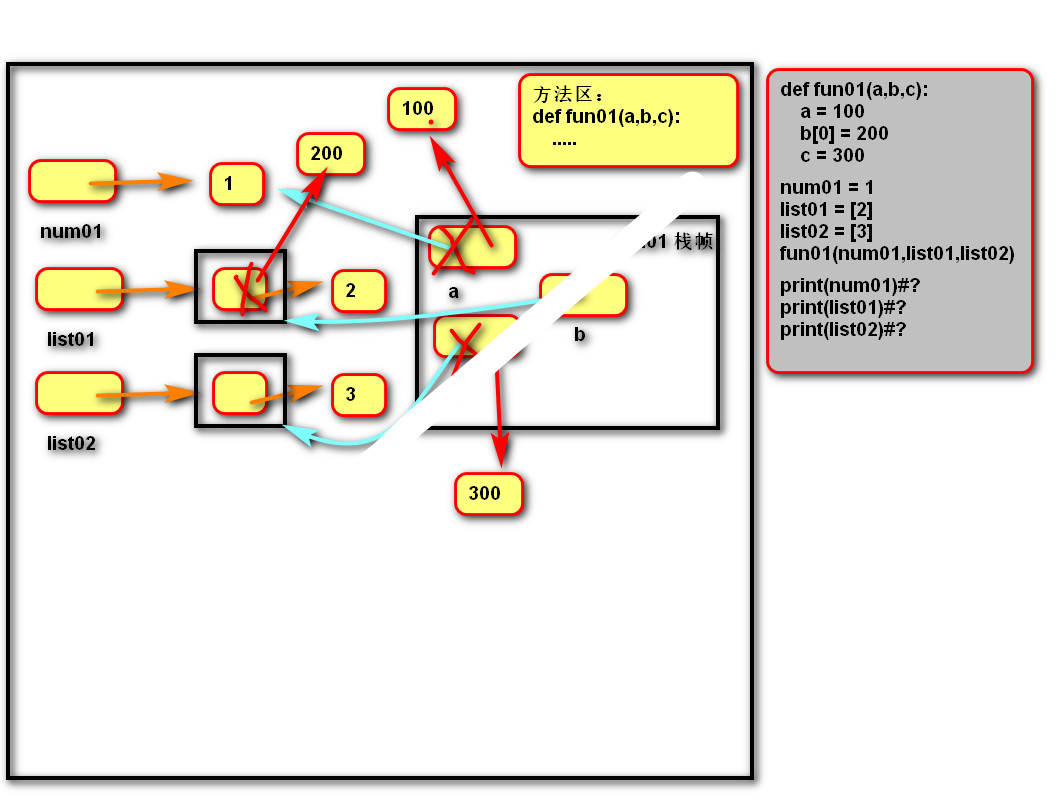 方法区：
def fun01(a,b,c):
.....
100
200
1
num01
01 栈帧
2
a
list01
b
3
list02
300
def fun01(a,b,c):
a = 100
b[0] = 200
c = 300
num01 = 1
list01 = [2]
list02 = [3]
fun01(num01,list01,list02)
print(num01)#?
print(list01)#?
print(list02)#?